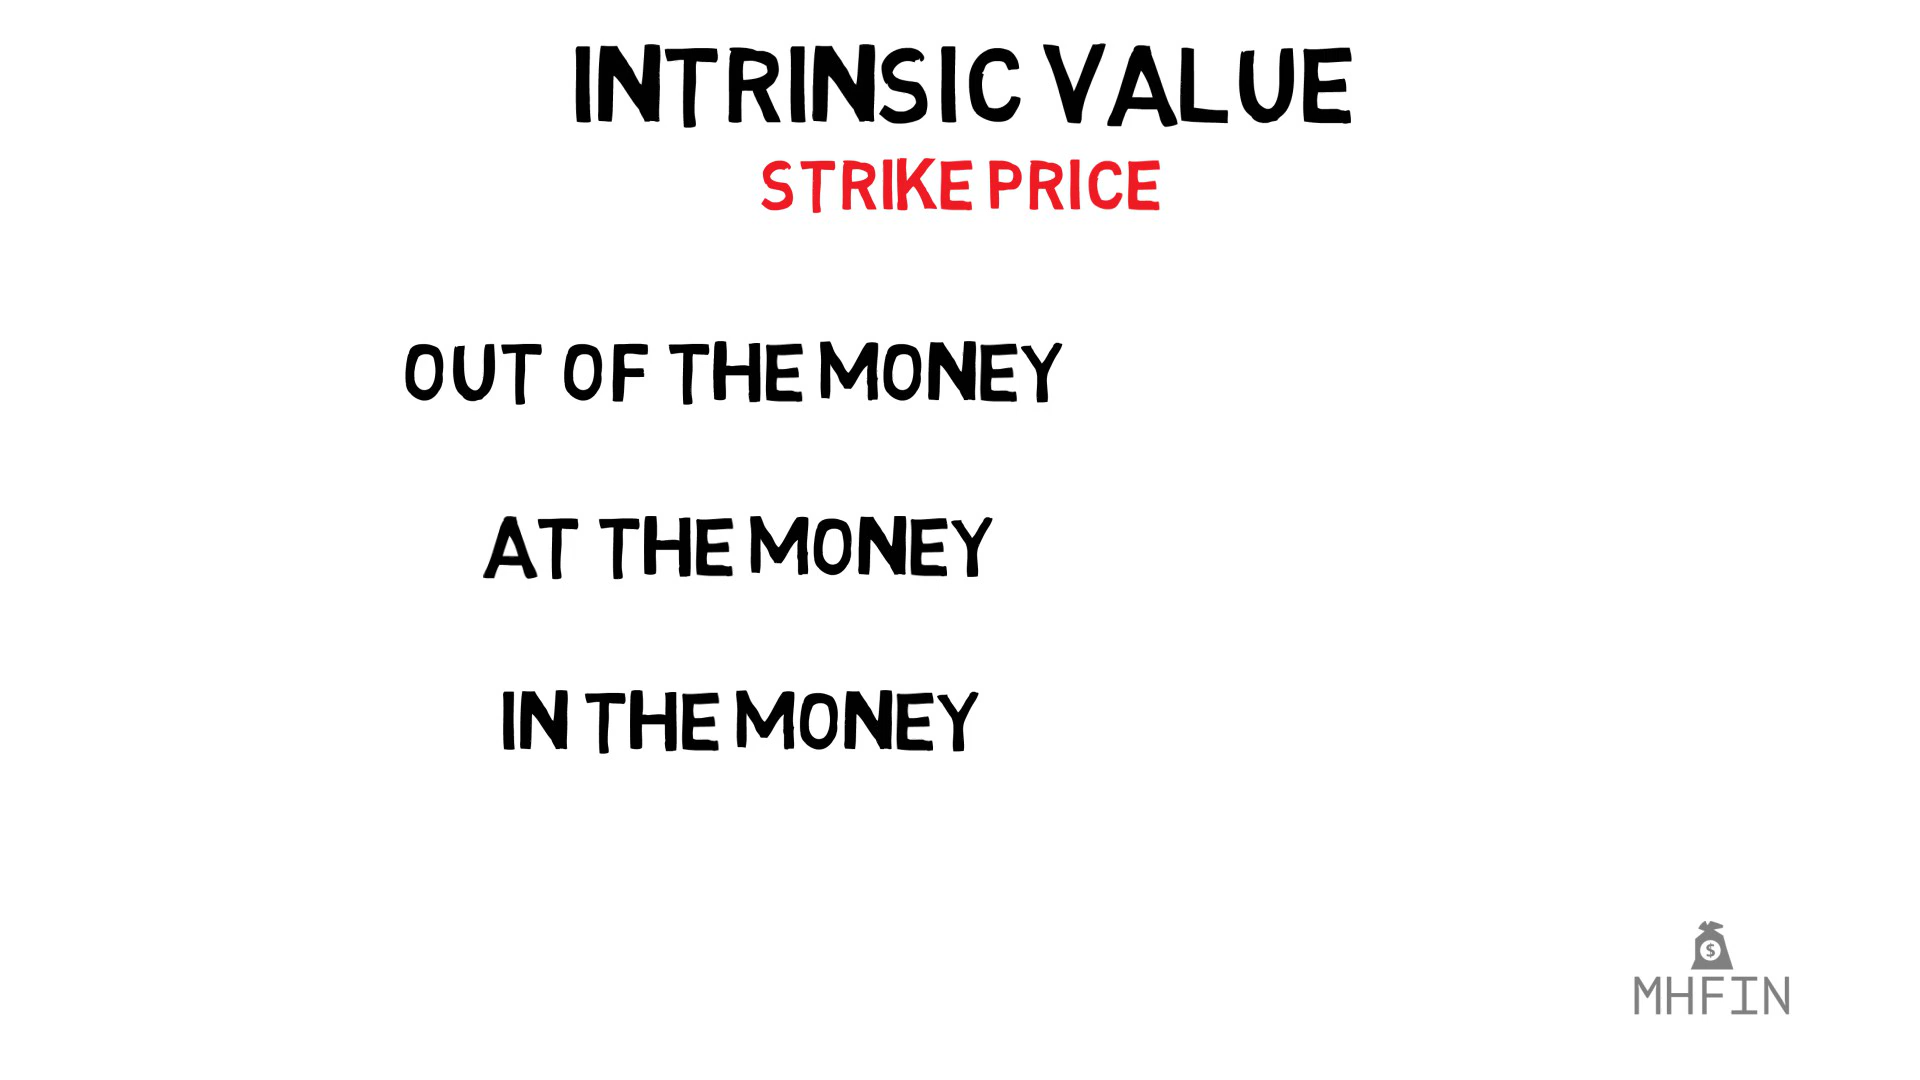 INTRINSIC VALUE
STRIKE PRICE
OUT OF THE MONEY
AT THE MONEY
IN THE MONEY
$
MHFIN